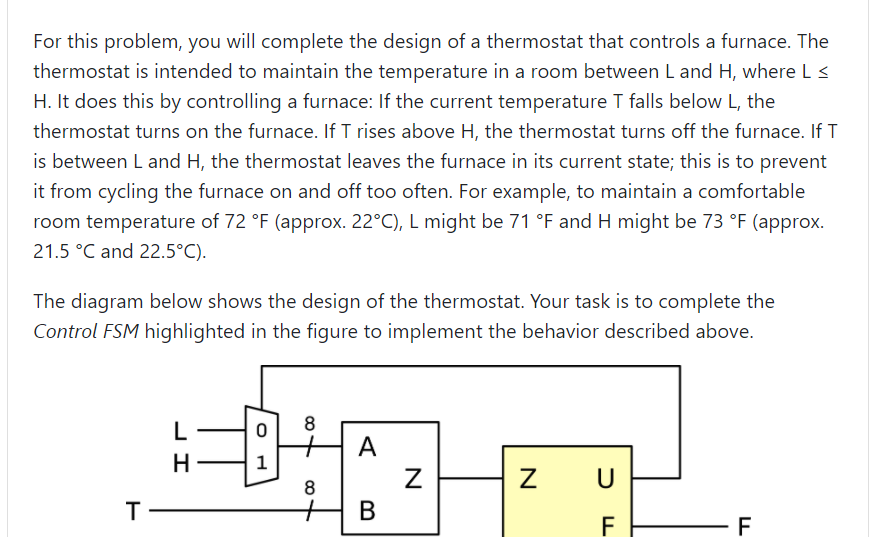 For this problem, you will complete the design of a thermostat that controls a furnace. The
thermostat is intended to maintain the temperature in a room between L and H, where L ≤
H. It does this by controlling a furnace: If the current temperature T falls below L, the
thermostat turns on the furnace. If T rises above H, the thermostat turns off the furnace. If T
is between L and H, the thermostat leaves the furnace in its current state; this is to prevent
it from cycling the furnace on and off too often. For example, to maintain a comfortable
room temperature of 72 °F (approx. 22°C), L might be 71 °F and H might be 73 °F (approx.
21.5 °C and 22.5°C).
The diagram below shows the design of the thermostat. Your task is to complete the
Control FSM highlighted in the figure to implement the behavior described above.
L 0 8
A
H 1
Z Z U
8
T B
F F